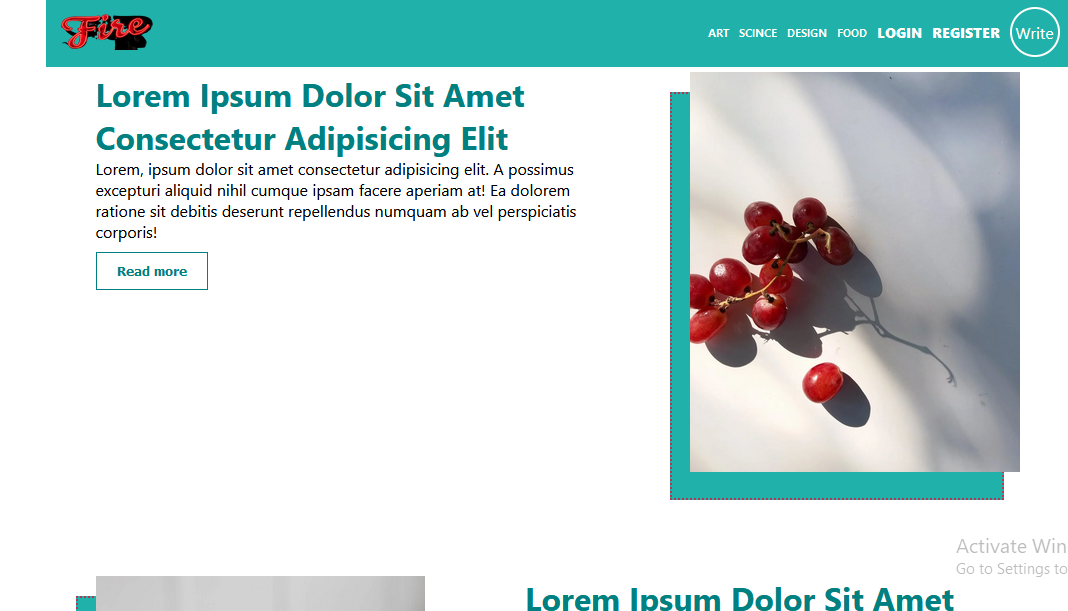 Fire
ART SCINCE DESIGN FOOD LOGIN REGISTER Write
Lorem Ipsum Dolor Sit Amet
Consectetur Adipisicing Elit
Lorem, ipsum dolor sit amet consectetur adipisicing elit. A possimus
excepturi aliquid nihil cumque ipsam facere aperiam at! Ea dolorem
ratione sit debitis deserunt repellendus numquam ab vel perspiciatis
corporis!
Read more
Activate Win
Go to Settings to
Lorem Ipsum Dolor Sit Amet